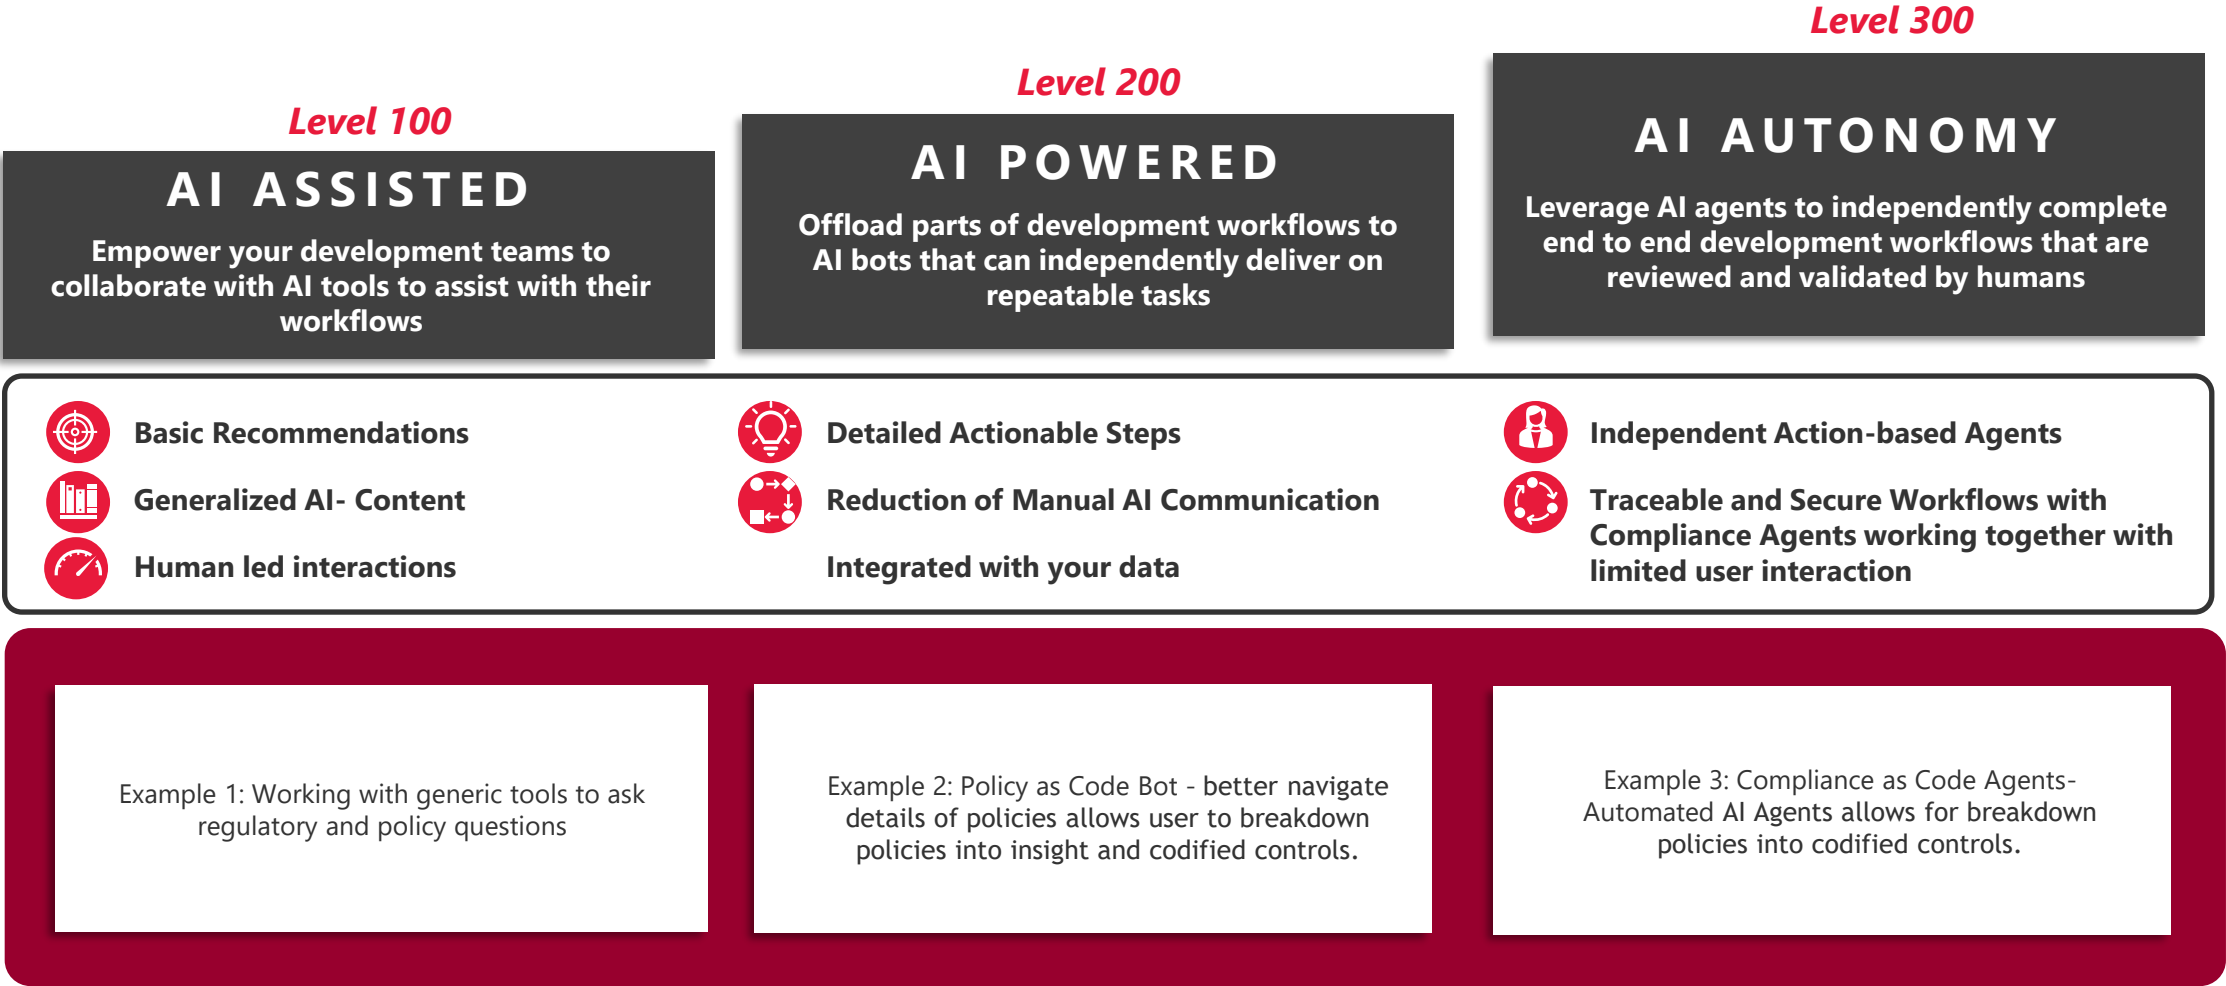 Level 100
AI ASSISTED
Empower your development teams to
collaborate with AI tools to assist with their
workflows
Level 200
AI POWERED
Offload parts of development workflows to
AI bots that can independently deliver on
repeatable tasks
Level 300
AI AUTONOMY
Leverage AI agents to independently complete
end to end development workflows that are
reviewed and validated by humans
Basic Recommendations
Generalized AI- Content
Human led interactions
Detailed Actionable Steps
Reduction of Manual AI Communication
Integrated with your data
Independent Action-based Agents
Traceable and Secure Workflows with
Compliance Agents working together with
limited user interaction
Example 1: Working with generic tools to ask
regulatory and policy questions
Example 2: Policy as Code Bot - better navigate
details of policies allows user to breakdown
policies into insight and codified controls.
Example 3: Compliance as Code Agents-
Automated AI Agents allows for breakdown
policies into codified controls.